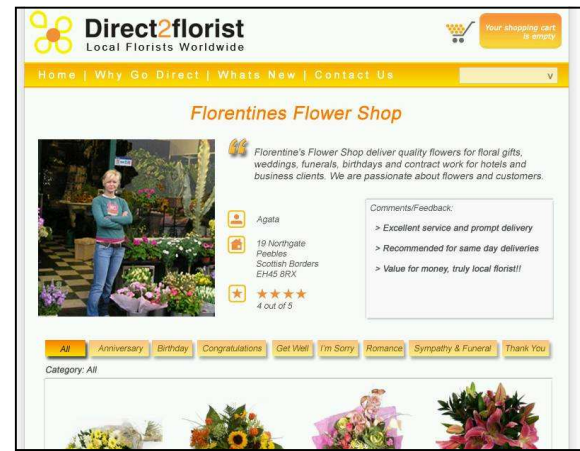 Direct2florist
Local Florists Worldwide
Your shopping cart
is empty
Home | Why Go Direct | Whats New | Contact Us
v
Florentines Flower Shop
Florentine's Flower Shop deliver quality flowers for floral gifts,
weddings, funerals, birthdays and contract work for hotels and
business clients. We are passionate about flowers and customers.
Agata
19 Northgate
Peebles
Scottish Borders
EH45 8RX
4 out of 5
Comments/Feedback:
> Excellent service and prompt delivery
> Recommended for same day deliveries
> Value for money, truly local florist!!
All Anniversary Birthday Congratulations Get Well I'm Sorry Romance Sympathy & Funeral Thank You
Category: All